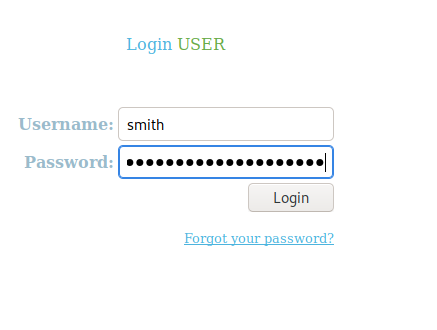 Login USER
Username: smith
Password: ••••••••••••••••••••
Login
Forgot your password?